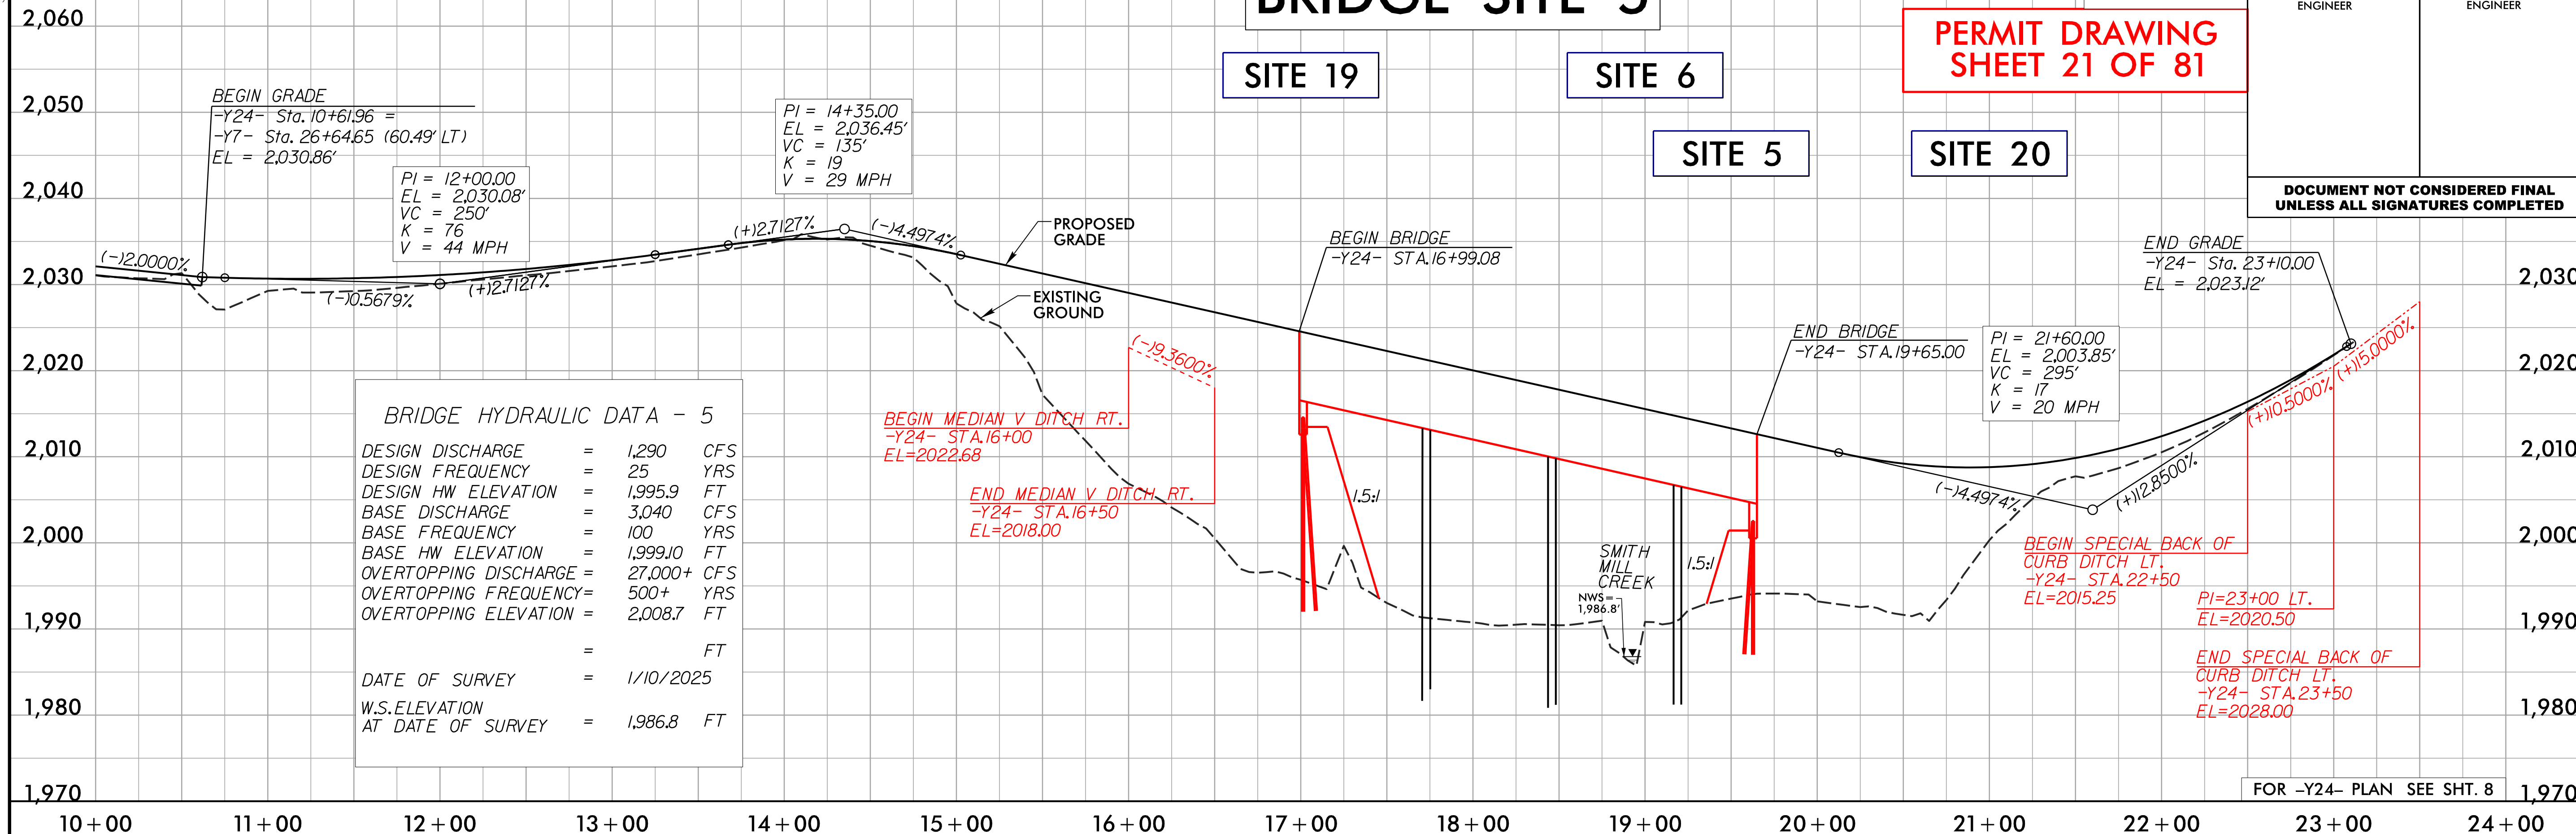 BRIDGE SITE 5
SITE 19
SITE 6
SITE 5
SITE 20
PERMIT DRAWING
SHEET 21 OF 81
ENGINEER
ENGINEER
DOCUMENT NOT CONSIDERED FINAL
UNLESS ALL SIGNATURES COMPLETED
2,060
2,050
2,040
2,030
2,020
2,010
2,000
1,990
1,980
1,970
BEGIN GRADE
-Y24- Sta. 10+61.96 =
-Y7- Sta. 26+64.65 (60.49' LT)
EL = 2,030.86'
PI = 12+00.00
EL = 2,030.08'
VC = 250'
K = 76
V = 44 MPH
PI = 14+35.00
EL = 2,036.45'
VC = 135'
K = 19
V = 29 MPH
(-)2.0000%
(-)0.5679%
(+)2.7127%
(+)2.7127%
(-)4.4974%
PROPOSED
GRADE
EXISTING
GROUND
BEGIN BRIDGE
-Y24- STA.16+99.08
END BRIDGE
-Y24- STA.19+65.00
PI = 21+60.00
EL = 2,003.85'
VC = 295'
K = 17
V = 20 MPH
END GRADE
-Y24- Sta. 23+10.00
EL = 2,023.12'
(-)9.3600%
BEGIN MEDIAN V DITCH RT.
-Y24- STA.16+00
EL=2022.68
END MEDIAN V DITCH RT.
-Y24- STA.16+50
EL=2018.00
1.5:1
1.5:1
SMITH
MILL
CREEK
NWS =
1,986.8'
(-)4.4974%
(+)12.8500%
(+)10.5000%
(+)15.0000%
BEGIN SPECIAL BACK OF
CURB DITCH LT.
-Y24- STA.22+50
EL=2015.25
PI=23+00 LT.
EL=2020.50
END SPECIAL BACK OF
CURB DITCH LT.
-Y24- STA.23+50
EL=2028.00
BRIDGE HYDRAULIC DATA - 5
DESIGN DISCHARGE = 1,290 CFS
DESIGN FREQUENCY = 25 YRS
DESIGN HW ELEVATION = 1,995.9 FT
BASE DISCHARGE = 3,040 CFS
BASE FREQUENCY = 100 YRS
BASE HW ELEVATION = 1,999.10 FT
OVERTOPPING DISCHARGE = 27,000+ CFS
OVERTOPPING FREQUENCY= 500+ YRS
OVERTOPPING ELEVATION = 2,008.7 FT
= FT
DATE OF SURVEY = 1/10/2025
W.S.ELEVATION
AT DATE OF SURVEY = 1,986.8 FT
2,030
2,020
2,010
2,000
1,990
1,980
1,970
FOR -Y24- PLAN SEE SHT. 8
10+00 11+00 12+00 13+00 14+00 15+00 16+00 17+00 18+00 19+00 20+00 21+00 22+00 23+00 24+00